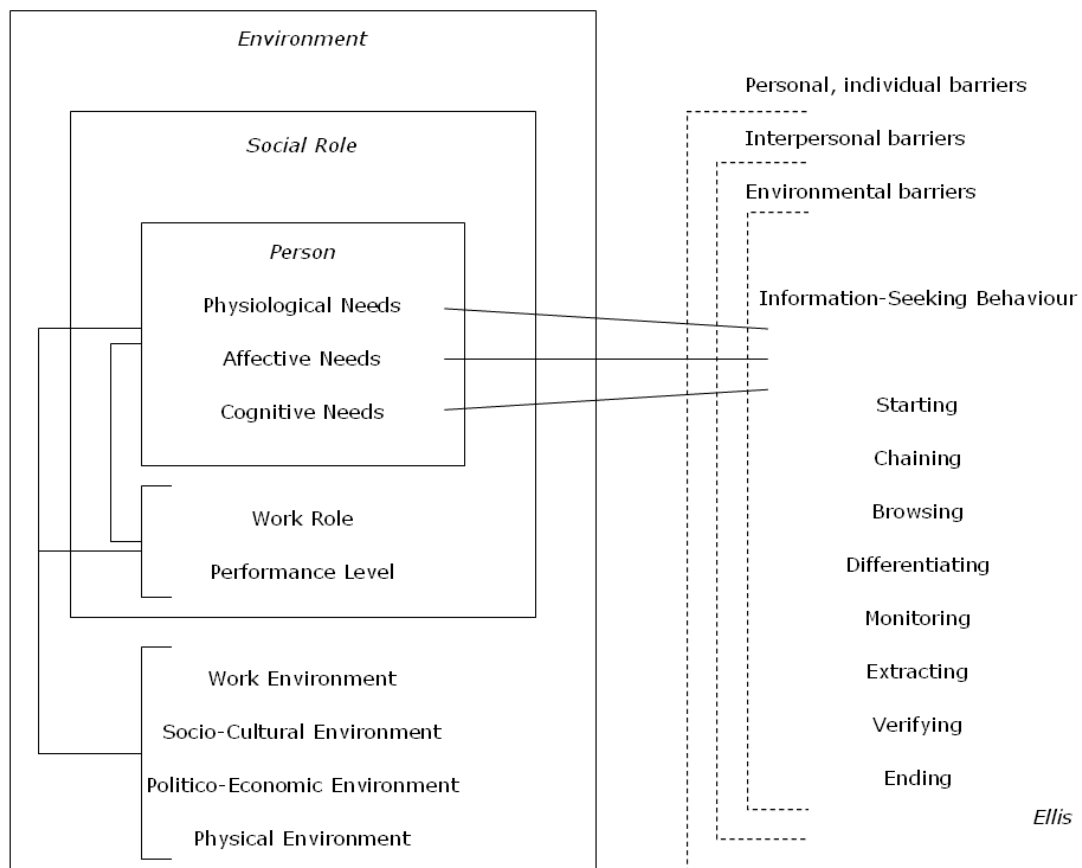 Environment
Social Role
Person
Physiological Needs
Affective Needs
Cognitive Needs
Work Role
Performance Level
Work Environment
Socio-Cultural Environment
Politico-Economic Environment
Physical Environment
Personal, individual barriers
Interpersonal barriers
Environmental barriers
Information-Seeking Behaviour
Starting
Chaining
Browsing
Differentiating
Monitoring
Extracting
Verifying
Ending
Ellis